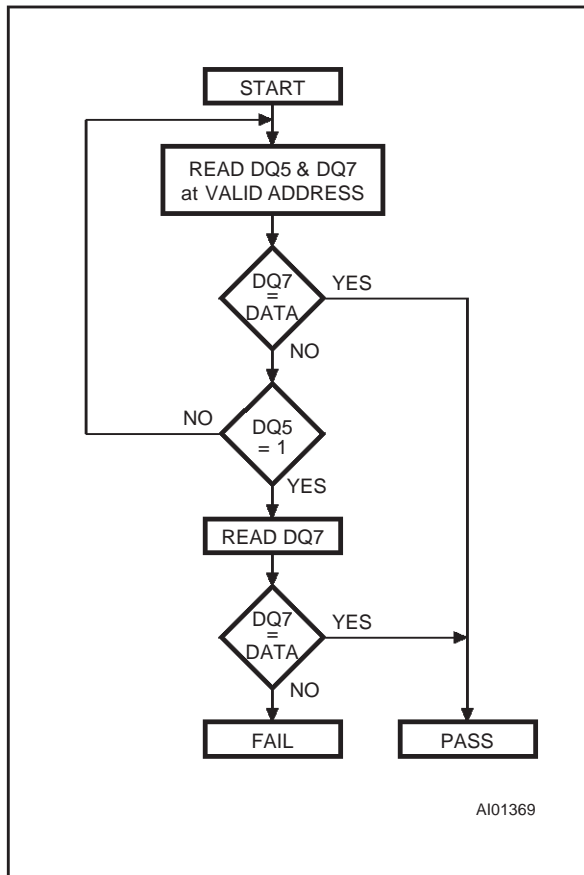 START
READ DQ5 & DQ7
at VALID ADDRESS
DQ7
=
DATA
YES
NO
NO
DQ5
= 1
YES
READ DQ7
DQ7
=
DATA
YES
NO
FAIL
PASS
AI01369